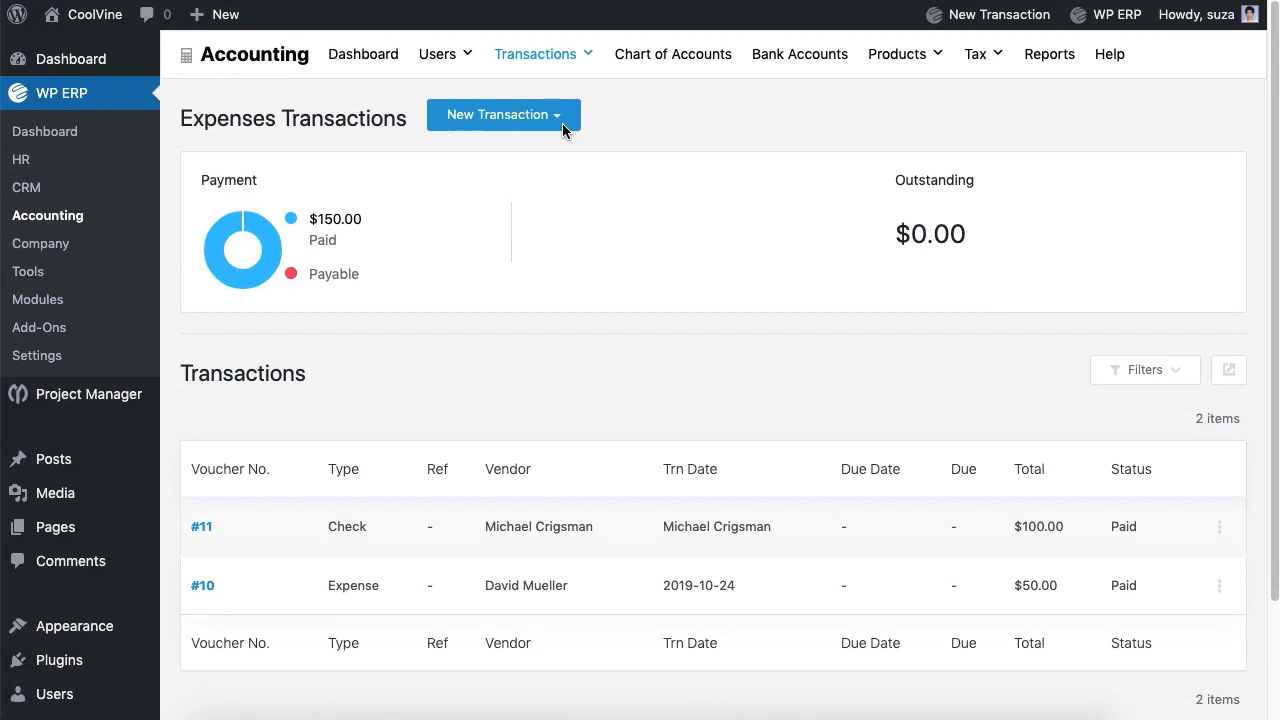 CoolVine 0 New New Transaction WP ERP Howdy, suza
Dashboard
WP ERP
Dashboard
HR
CRM
Accounting
Company
Tools
Modules
Add-Ons
Settings
Project Manager
Posts
Media
Pages
Comments
Appearance
Plugins
Users
Accounting Dashboard Users Transactions Chart of Accounts Bank Accounts Products Tax Reports Help
Expenses Transactions New Transaction
Payment
$150.00
Paid
Payable
Outstanding
$0.00
Transactions Filters
2 items
Voucher No. Type Ref Vendor Trn Date Due Date Due Total Status
#11 Check - Michael Crigsman Michael Crigsman - - $100.00 Paid
#10 Expense - David Mueller 2019-10-24 - - $50.00 Paid
Voucher No. Type Ref Vendor Trn Date Due Date Due Total Status
2 items